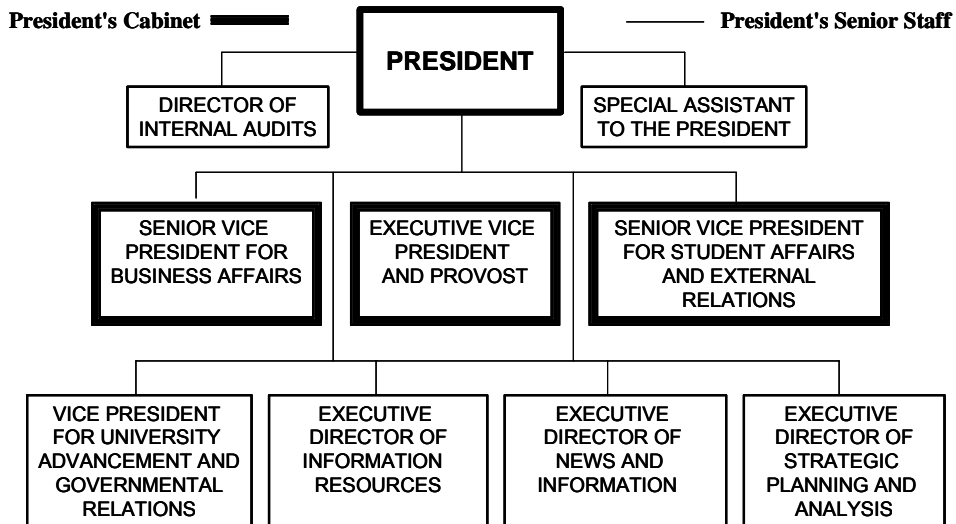 President's Cabinet
President's Senior Staff
PRESIDENT
DIRECTOR OF
INTERNAL AUDITS
SPECIAL ASSISTANT
TO THE PRESIDENT
SENIOR VICE
PRESIDENT FOR
BUSINESS AFFAIRS
EXECUTIVE VICE
PRESIDENT
AND PROVOST
SENIOR VICE PRESIDENT
FOR STUDENT AFFAIRS
AND EXTERNAL
RELATIONS
VICE PRESIDENT
FOR UNIVERSITY
ADVANCEMENT AND
GOVERNMENTAL
RELATIONS
EXECUTIVE
DIRECTOR OF
INFORMATION
RESOURCES
EXECUTIVE
DIRECTOR OF
NEWS AND
INFORMATION
EXECUTIVE
DIRECTOR OF
STRATEGIC
PLANNING AND
ANALYSIS